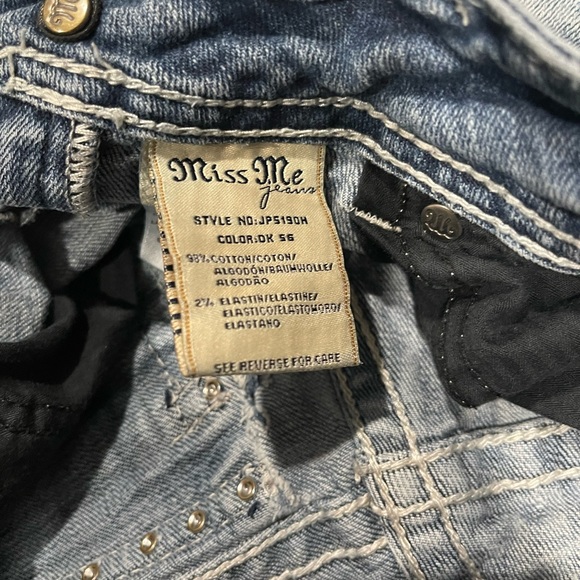 Miss Me
jeans
STYLE NO:JP5190H
COLOR:DK 56
98% COTTON/COTON/
ALGODÓN/BAUMWOLLE/
ALGODÃO
2% ELASTIN/ELASTINE/
ELASTICO/ELASTOMORO/
ELASTANO
SEE REVERSE FOR CARE